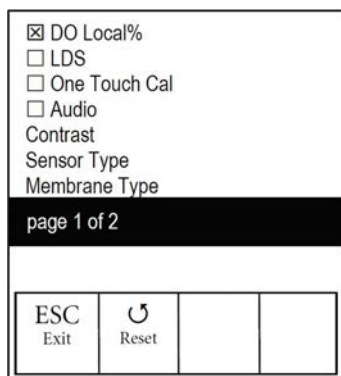 ☒ DO Local%
☐ LDS
☐ One Touch Cal
☐ Audio
Contrast
Sensor Type
Membrane Type
page 1 of 2
ESC
Exit
↺
Reset